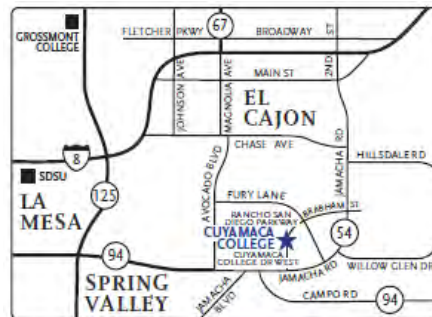 GROSSMONT
COLLEGE
FLETCHER PKWY
67
BROADWAY
2ND ST
JOHNSON AVE
MAGNOLIA AVE
MAIN ST
EL
CAJON
CHASE AVE
8
SDSU
LA
MESA
125
AVOCADO BLVD
FURY LANE
JAMACHA RD
HILLSDALE RD
RANCHO SAN
DIEGO PARKWAY
BRABHAM ST
CUYAMACA
COLLEGE
CUYAMACA
COLLEGE DR WEST
54
94
SPRING
VALLEY
JAMACHA
BLVD
JAMACHA RD
WILLOW GLEN DR
CAMPO RD
94